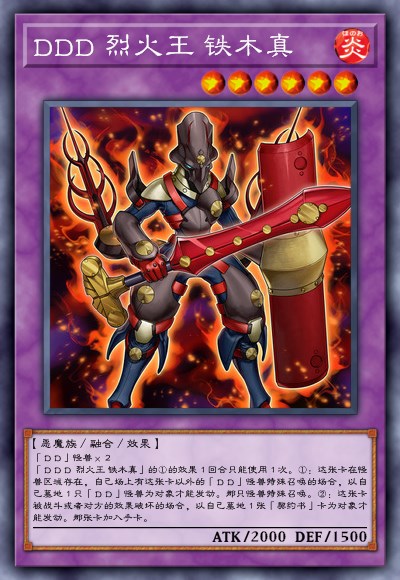 DDD 烈火王 铁木真
ほのお
炎
【恶魔族／融合／效果】
「ＤＤ」怪兽×２
「ＤＤＤ 烈火王 铁木真」的①的效果１回合只能使用１次。①：这张卡在怪
兽区域存在，自己场上有这张卡以外的「ＤＤ」怪兽特殊召唤的场合，以自
己墓地１只「ＤＤ」怪兽为对象才能发动。那只怪兽特殊召唤。②：这张卡
被战斗或者对方的效果破坏的场合，以自己墓地１张「契约书」卡为对象才
能发动。那张卡加入手卡。
ATK/2000 DEF/1500